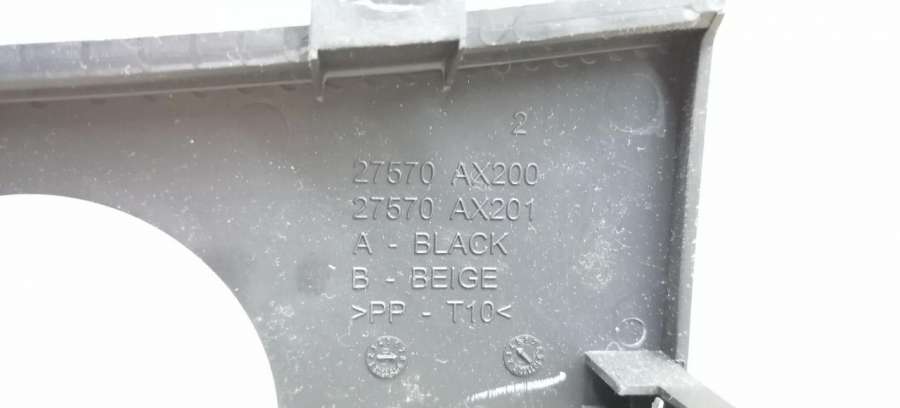 2
27570 AX200
27570 AX201
A - BLACK
B - BEIGE
>PP - T10<